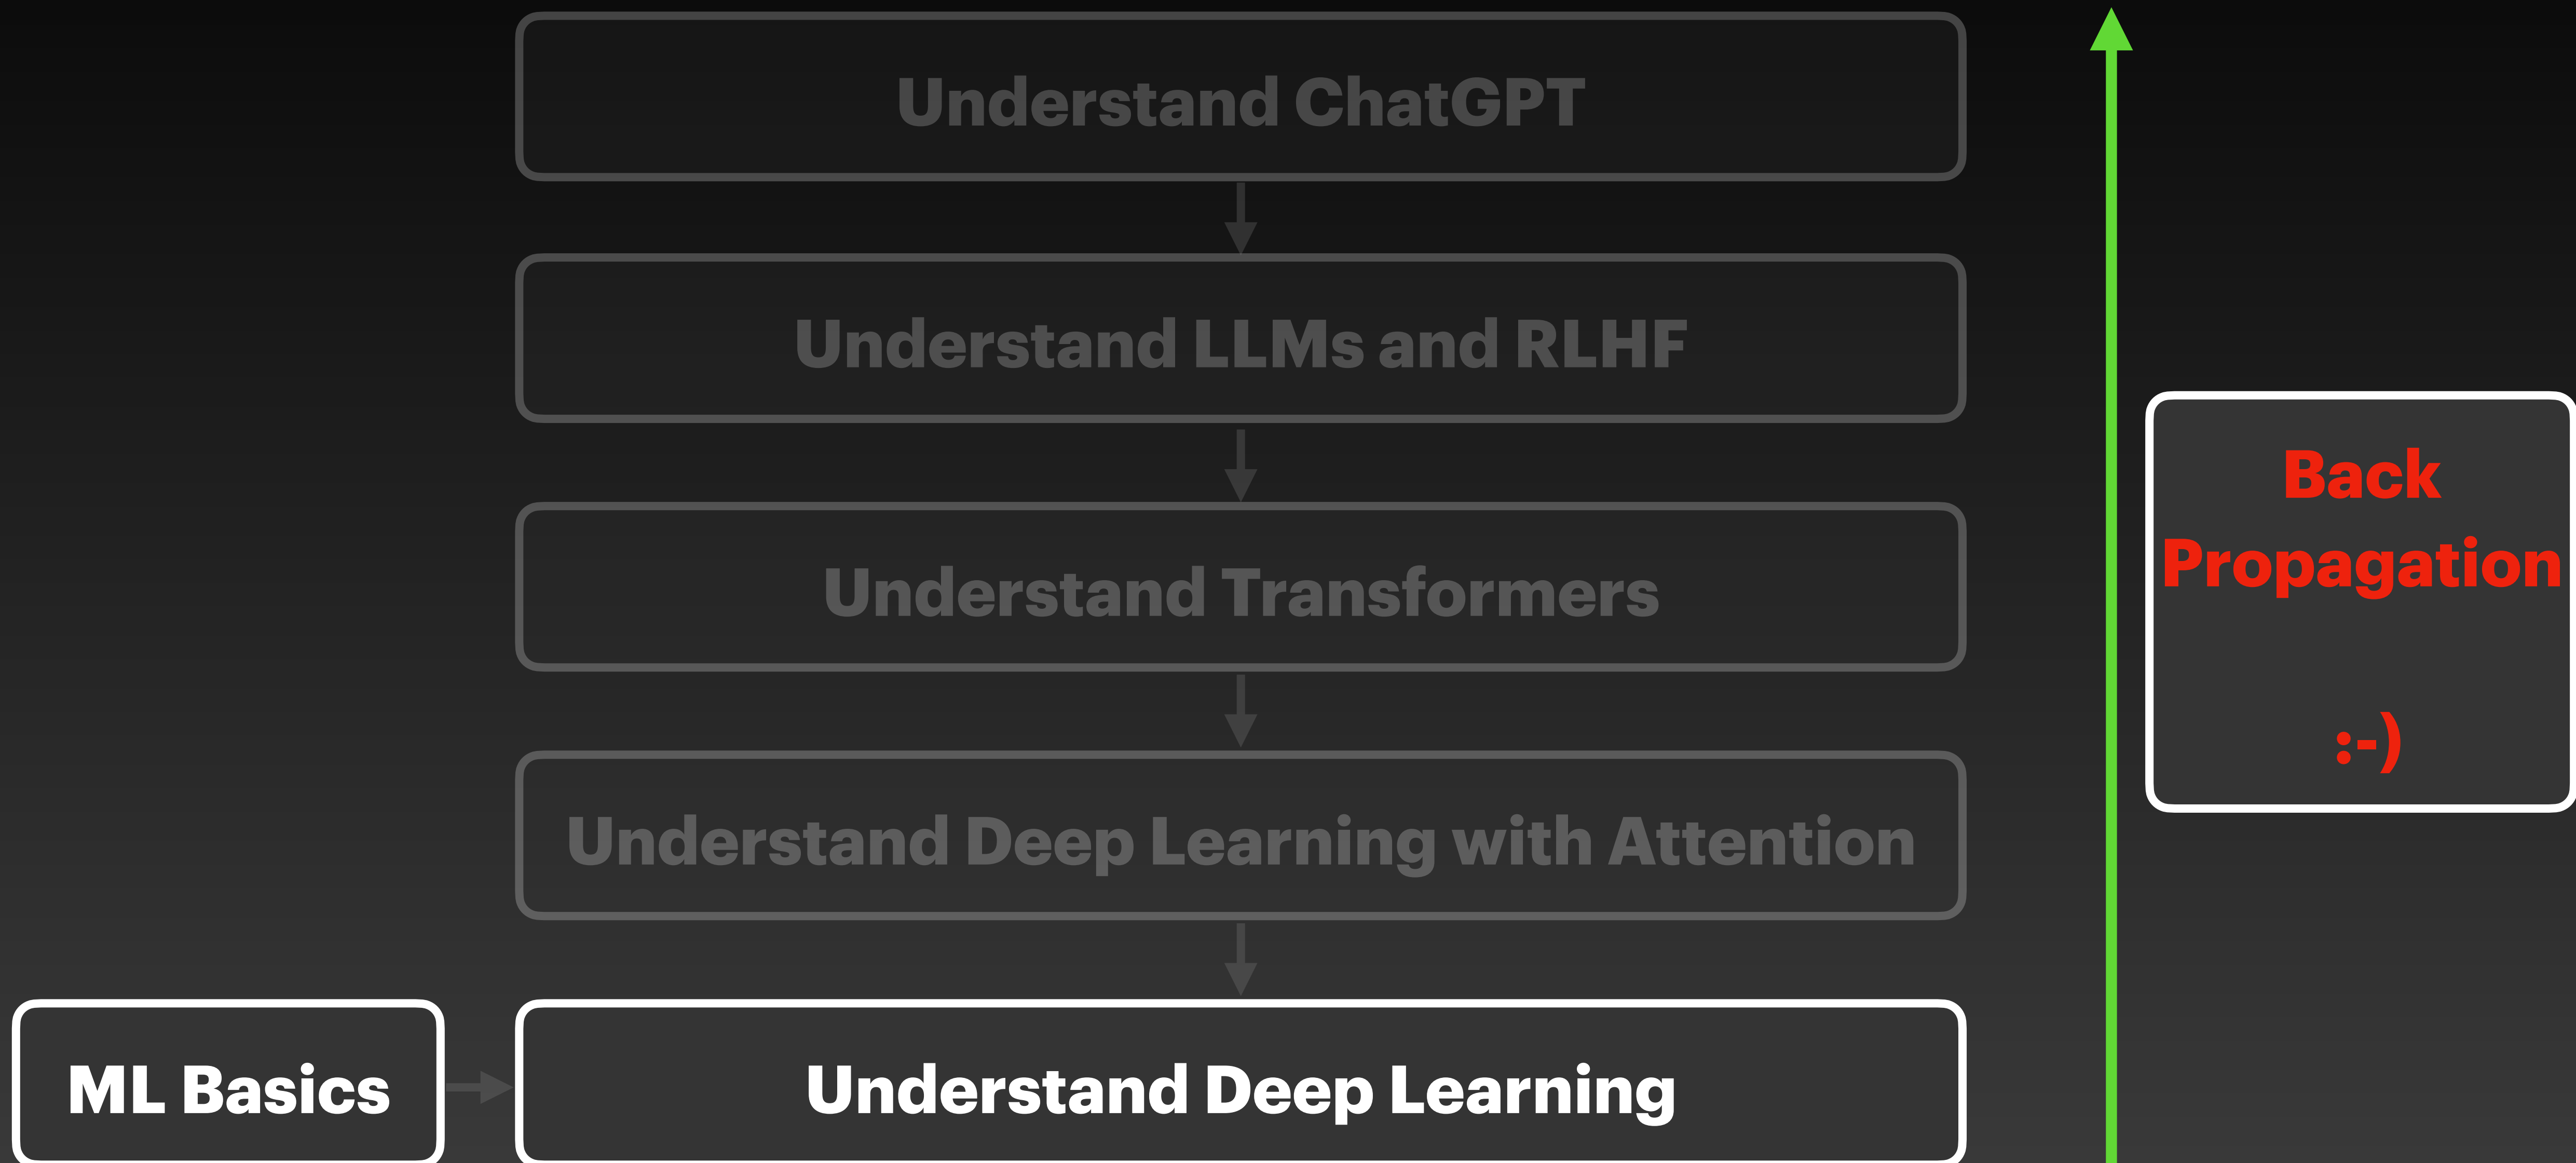 Understand ChatGPT
Understand LLMs and RLHF
Back
Propagation
:-)
Understand Transformers
Understand Deep Learning with Attention
ML Basics
Understand Deep Learning